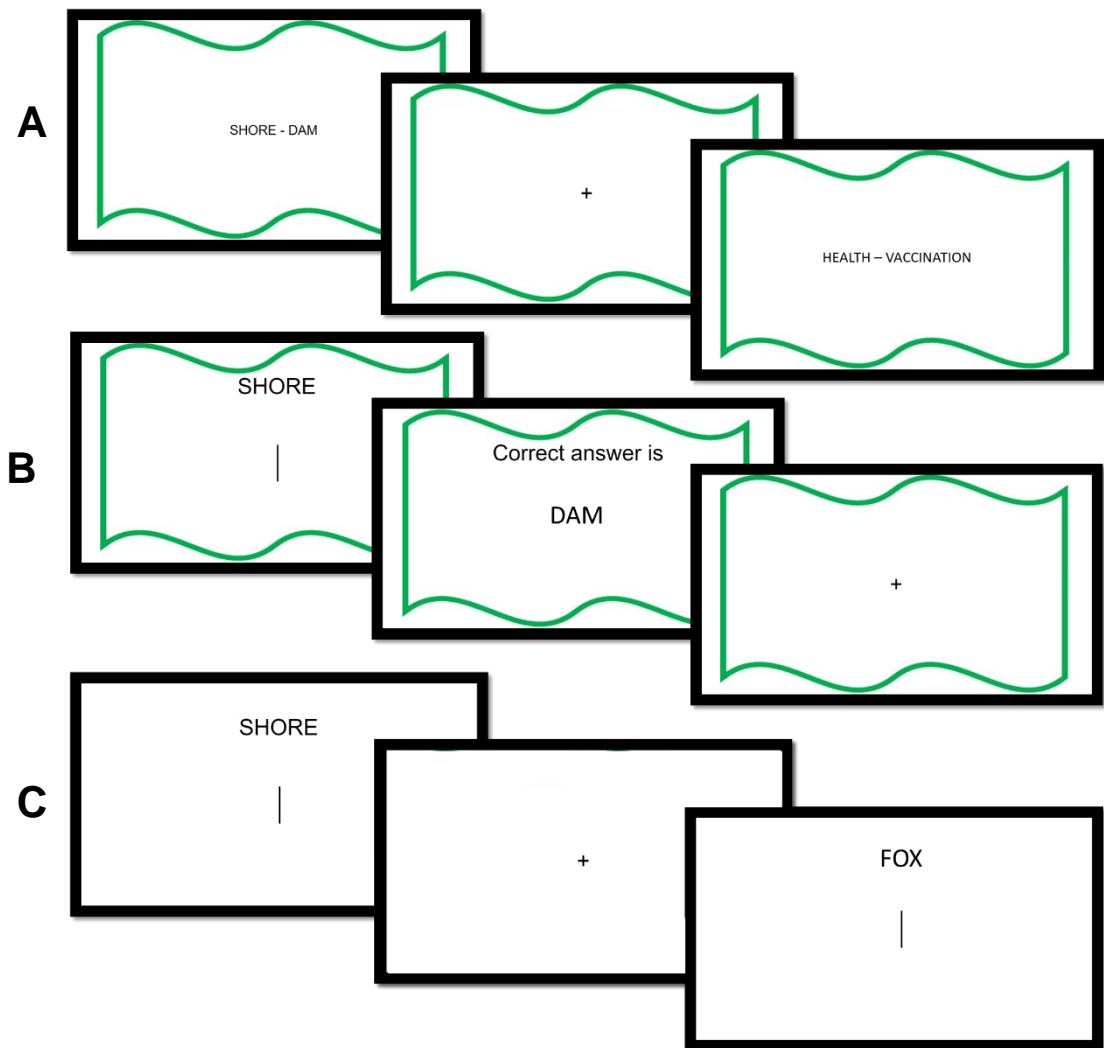 A
SHORE - DAM
+
HEALTH – VACCINATION
B
SHORE
Correct answer is
DAM
+
C
SHORE
+
FOX